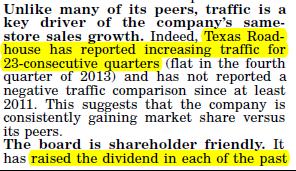 Unlike many of its peers, traffic is a
key driver of the company's same-
store sales growth. Indeed, Texas Road-
house has reported increasing traffic for
23-consecutive quarters (flat in the fourth
quarter of 2013) and has not reported a
negative traffic comparison since at least
2011. This suggests that the company is
consistently gaining market share versus
its peers.
The board is shareholder friendly. It
has raised the dividend in each of the past